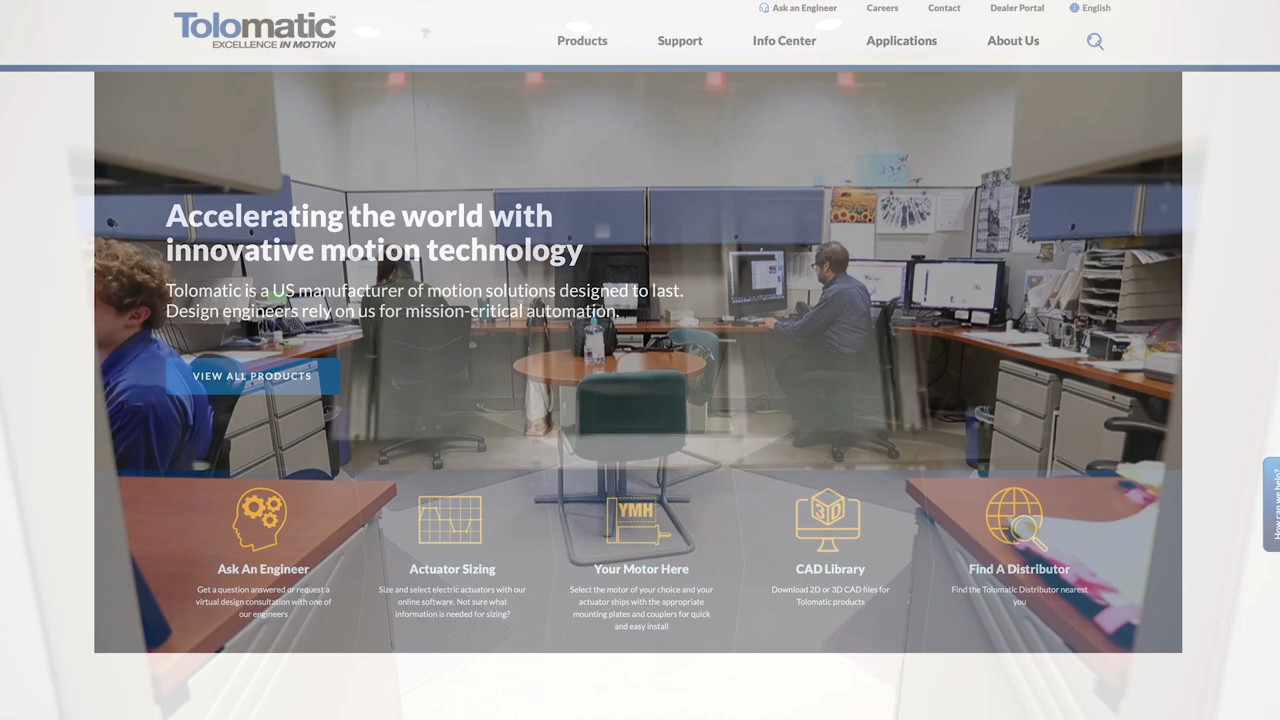 Tolomatic™
EXCELLENCE IN MOTION
Ask an Engineer
Careers
Contact
Dealer Portal
English
Products
Support
Info Center
Applications
About Us
Accelerating the world with
innovative motion technology
Tolomatic is a US manufacturer of motion solutions designed to last.
Design engineers rely on us for mission-critical automation.
VIEW ALL PRODUCTS
How can we help?
YMH
3D
Ask An Engineer
Get a question answered or request a
virtual design consultation with one of
our engineers
Actuator Sizing
Size and select electric actuators with our
online software. Not sure what
information is needed for sizing?
Your Motor Here
Select the motor of your choice and your
actuator ships with the appropriate
mounting plates and couplers for quick
and easy install
CAD Library
Download 2D or 3D CAD files for
Tolomatic products
Find A Distributor
Find the Tolomatic Distributor nearest
you